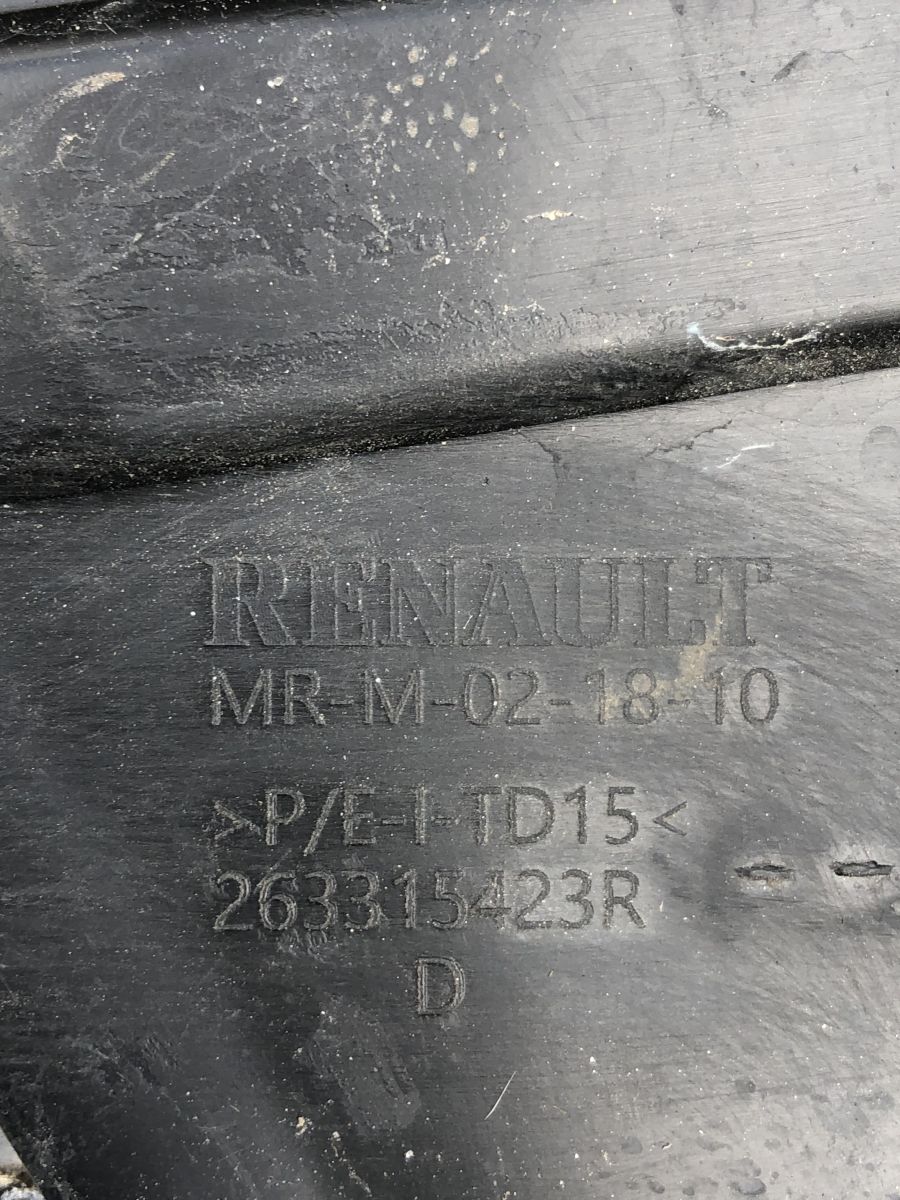 RENAULT
MR-M-02-18-10
>P/E-I-TD15<
263315423R
D